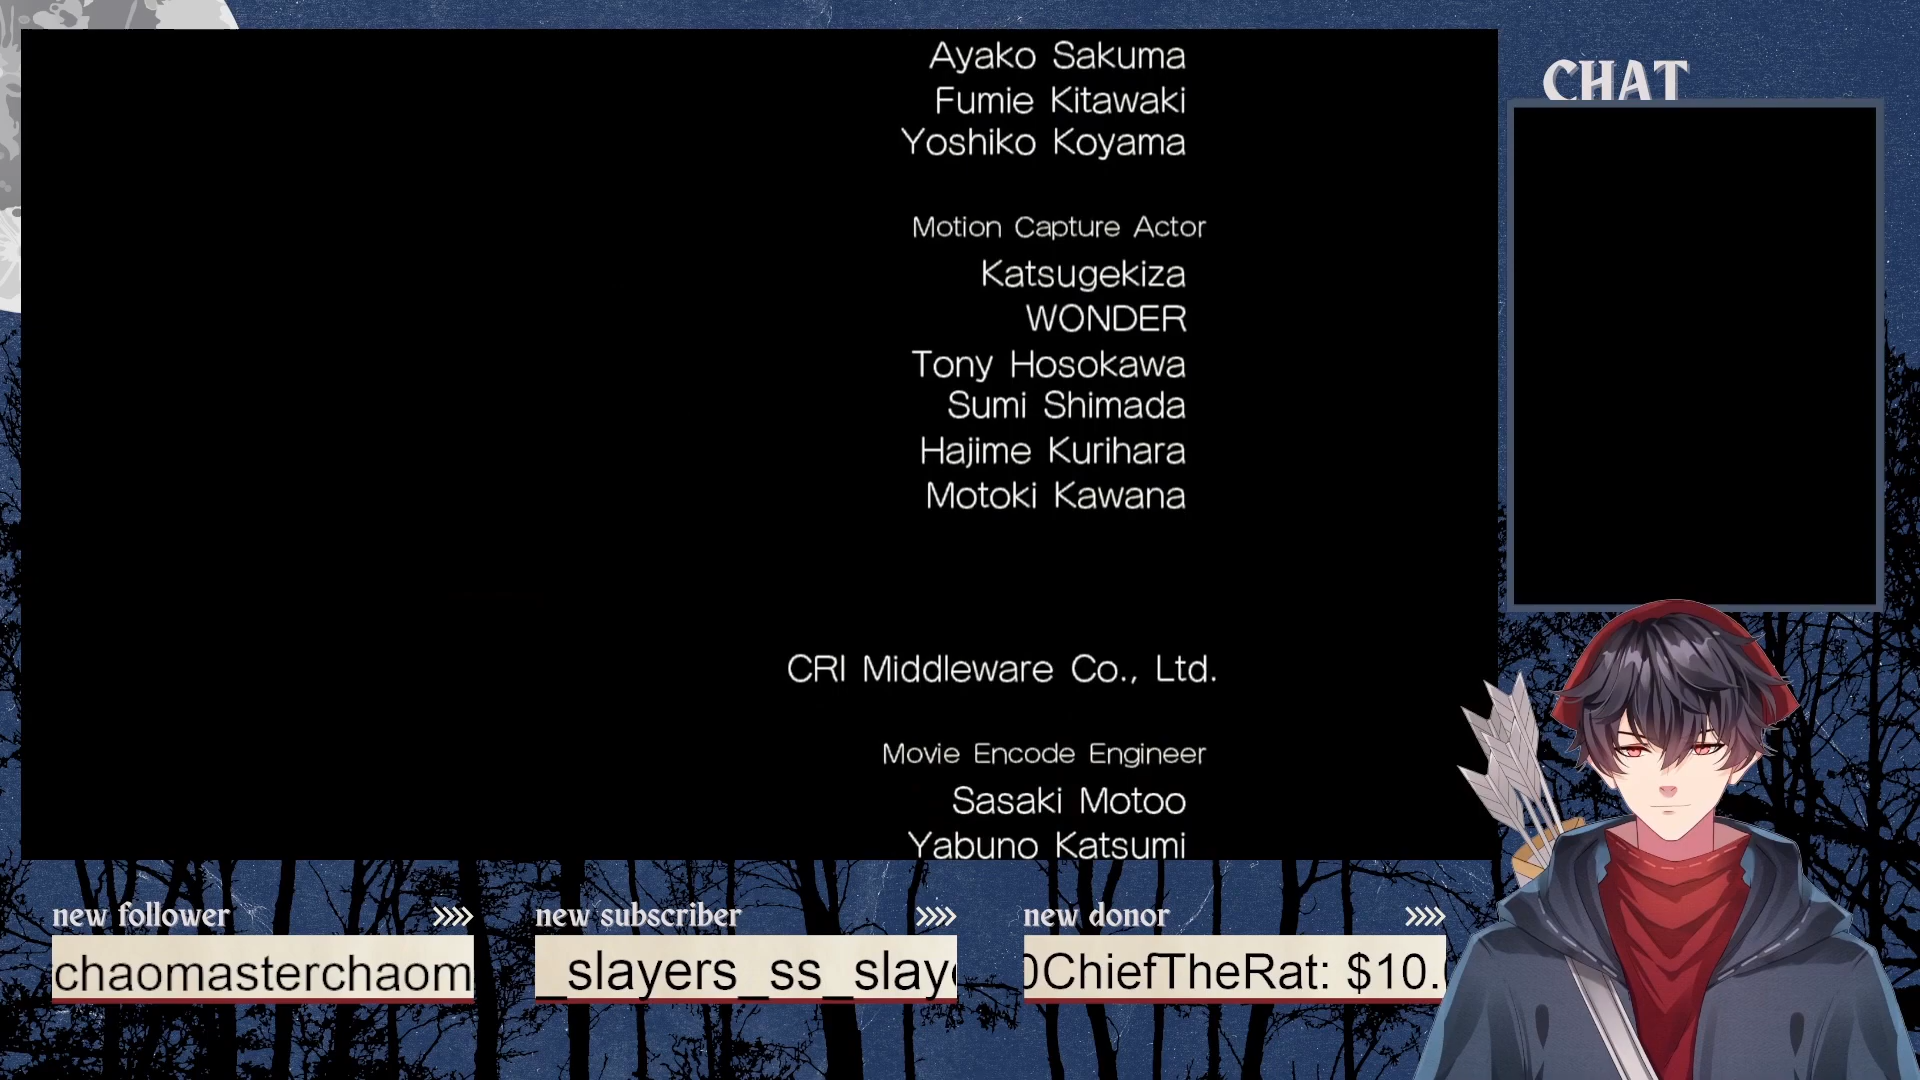 Ayako Sakuma
Fumie Kitawaki
Yoshiko Koyama
Motion Capture Actor
Katsugekiza
WONDER
Tony Hosokawa
Sumi Shimada
Hajime Kurihara
Motoki Kawana
CRI Middleware Co., Ltd.
Movie Encode Engineer
Sasaki Motoo
Yabuno Katsumi
CHAT
new follower
chaomasterchaom
new subscriber
_slayers_ss_slaye
new donor
0ChiefTheRat: $10.